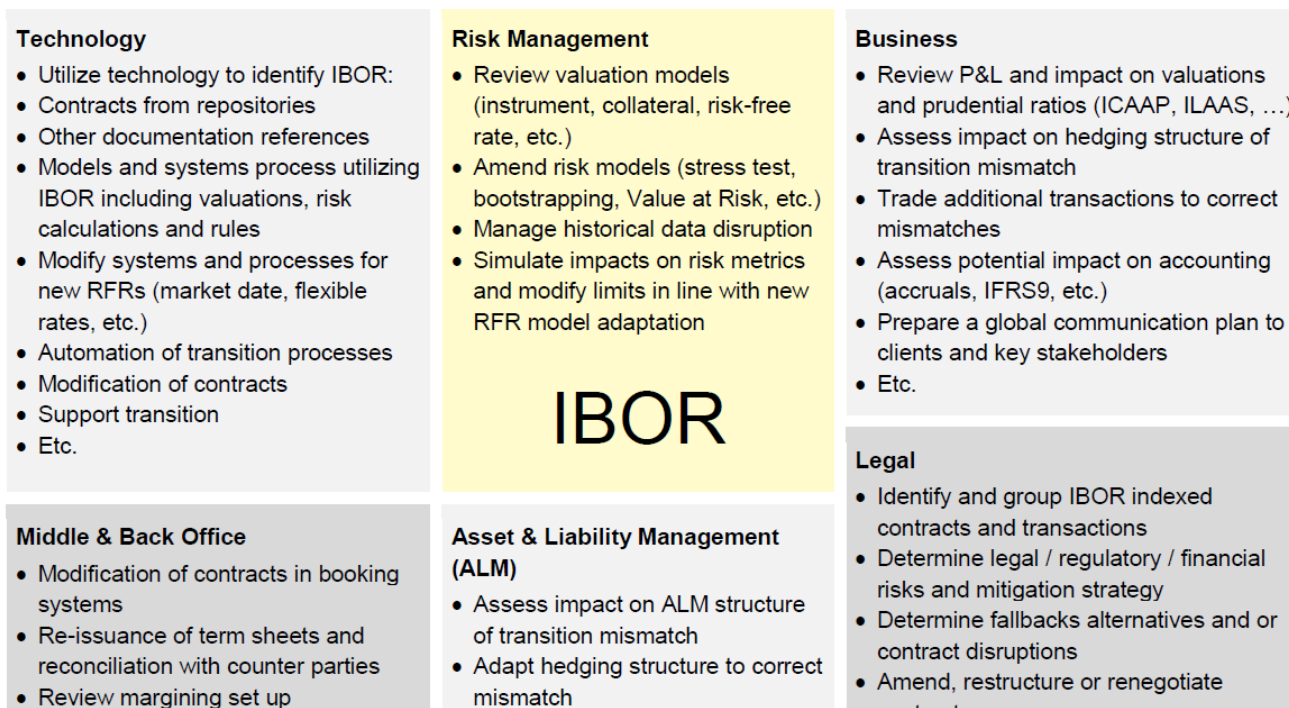 Technology
• Utilize technology to identify IBOR:
• Contracts from repositories
• Other documentation references
• Models and systems process utilizing
IBOR including valuations, risk
calculations and rules
• Modify systems and processes for
new RFRs (market date, flexible
rates, etc.)
• Automation of transition processes
• Modification of contracts
• Support transition
• Etc.
Risk Management
• Review valuation models
(instrument, collateral, risk-free
rate, etc.)
• Amend risk models (stress test,
bootstrapping, Value at Risk, etc.)
• Manage historical data disruption
• Simulate impacts on risk metrics
and modify limits in line with new
RFR model adaptation
IBOR
Business
• Review P&L and impact on valuations
and prudential ratios (ICAAP, ILAAS, …)
• Assess impact on hedging structure of
transition mismatch
• Trade additional transactions to correct
mismatches
• Assess potential impact on accounting
(accruals, IFRS9, etc.)
• Prepare a global communication plan to
clients and key stakeholders
• Etc.
Middle & Back Office
• Modification of contracts in booking
systems
• Re-issuance of term sheets and
reconciliation with counter parties
• Review margining set up
Asset & Liability Management
(ALM)
• Assess impact on ALM structure
of transition mismatch
• Adapt hedging structure to correct
mismatch
Legal
• Identify and group IBOR indexed
contracts and transactions
• Determine legal / regulatory / financial
risks and mitigation strategy
• Determine fallbacks alternatives and or
contract disruptions
• Amend, restructure or renegotiate